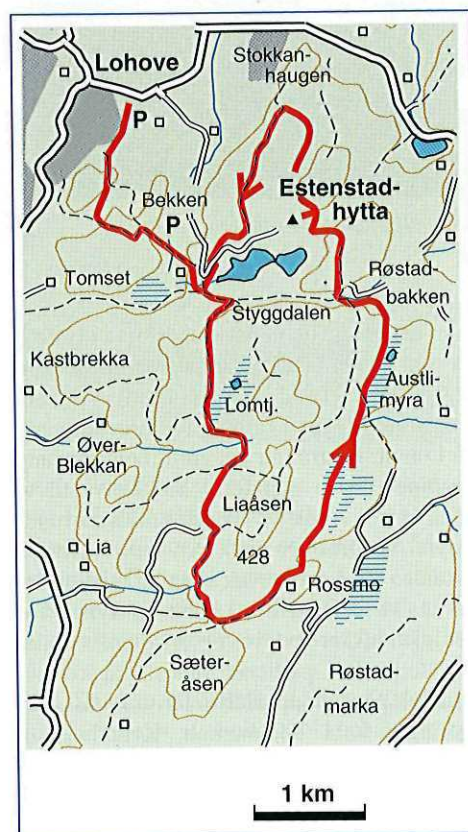 Lohove
Stokkan-
haugen
P
Bekken
P
Estenstad-
hytta
Tomset
Røstad-
bakken
Styggdalen
Kastbrekka
Austli-
myra
Lomtj.
Øver-
Blekkan
Liaåsen
Lia
428
Rossmo
Sæter-
åsen
Røstad-
marka
1 km